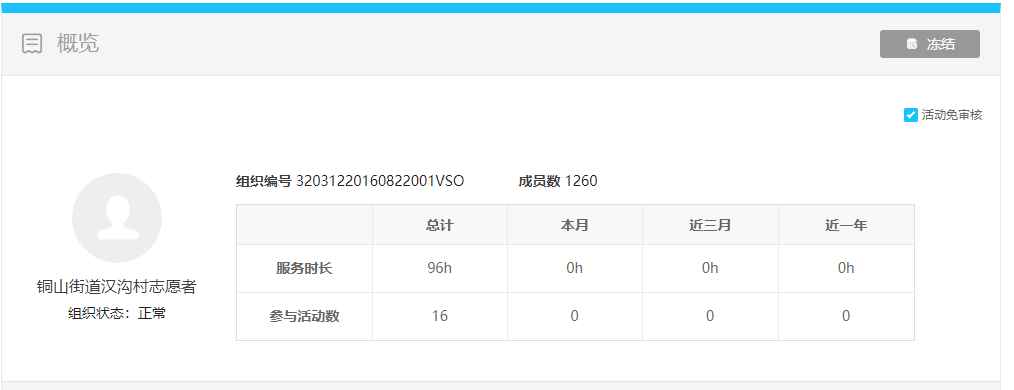 概览
冻结
活动免审核
组织编号 32031220160822001VSO 成员数 1260
总计 本月 近三月 近一年
服务时长 96h 0h 0h 0h
参与活动数 16 0 0 0
铜山街道汉沟村志愿者
组织状态：正常